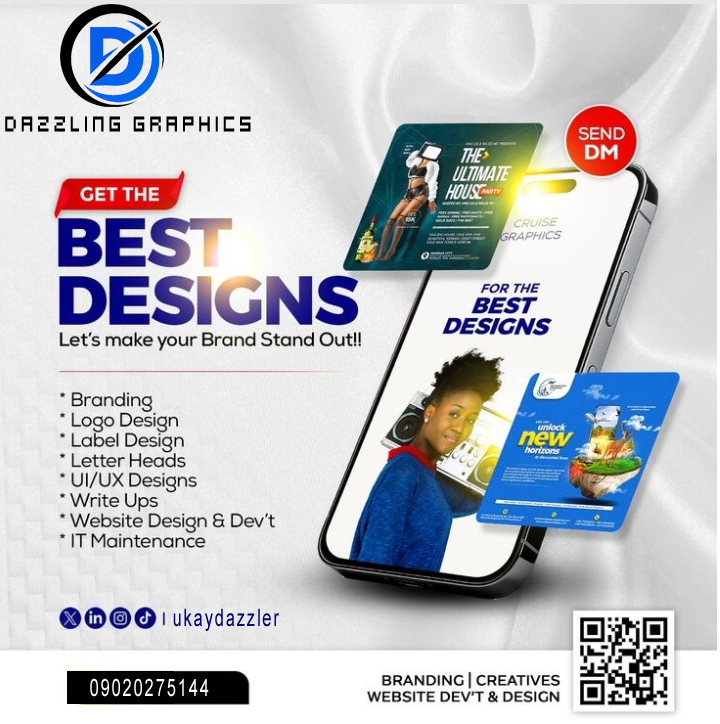 D
DAZZLING GRAPHICS
SEND
DM
GET THE
BEST
DESIGNS
Let's make your Brand Stand Out!!
THE
ULTIMATE
HOUSE PARTY
CRUISE
GRAPHICS
FOR THE
BEST
DESIGNS
unlock
new
horizons
* Branding
* Logo Design
* Label Design
* Letter Heads
* UI/UX Designs
* Write Ups
* Website Design & Dev't
* IT Maintenance
ukaydazzler
09020275144
BRANDING | CREATIVES
WEBSITE DEV'T & DESIGN